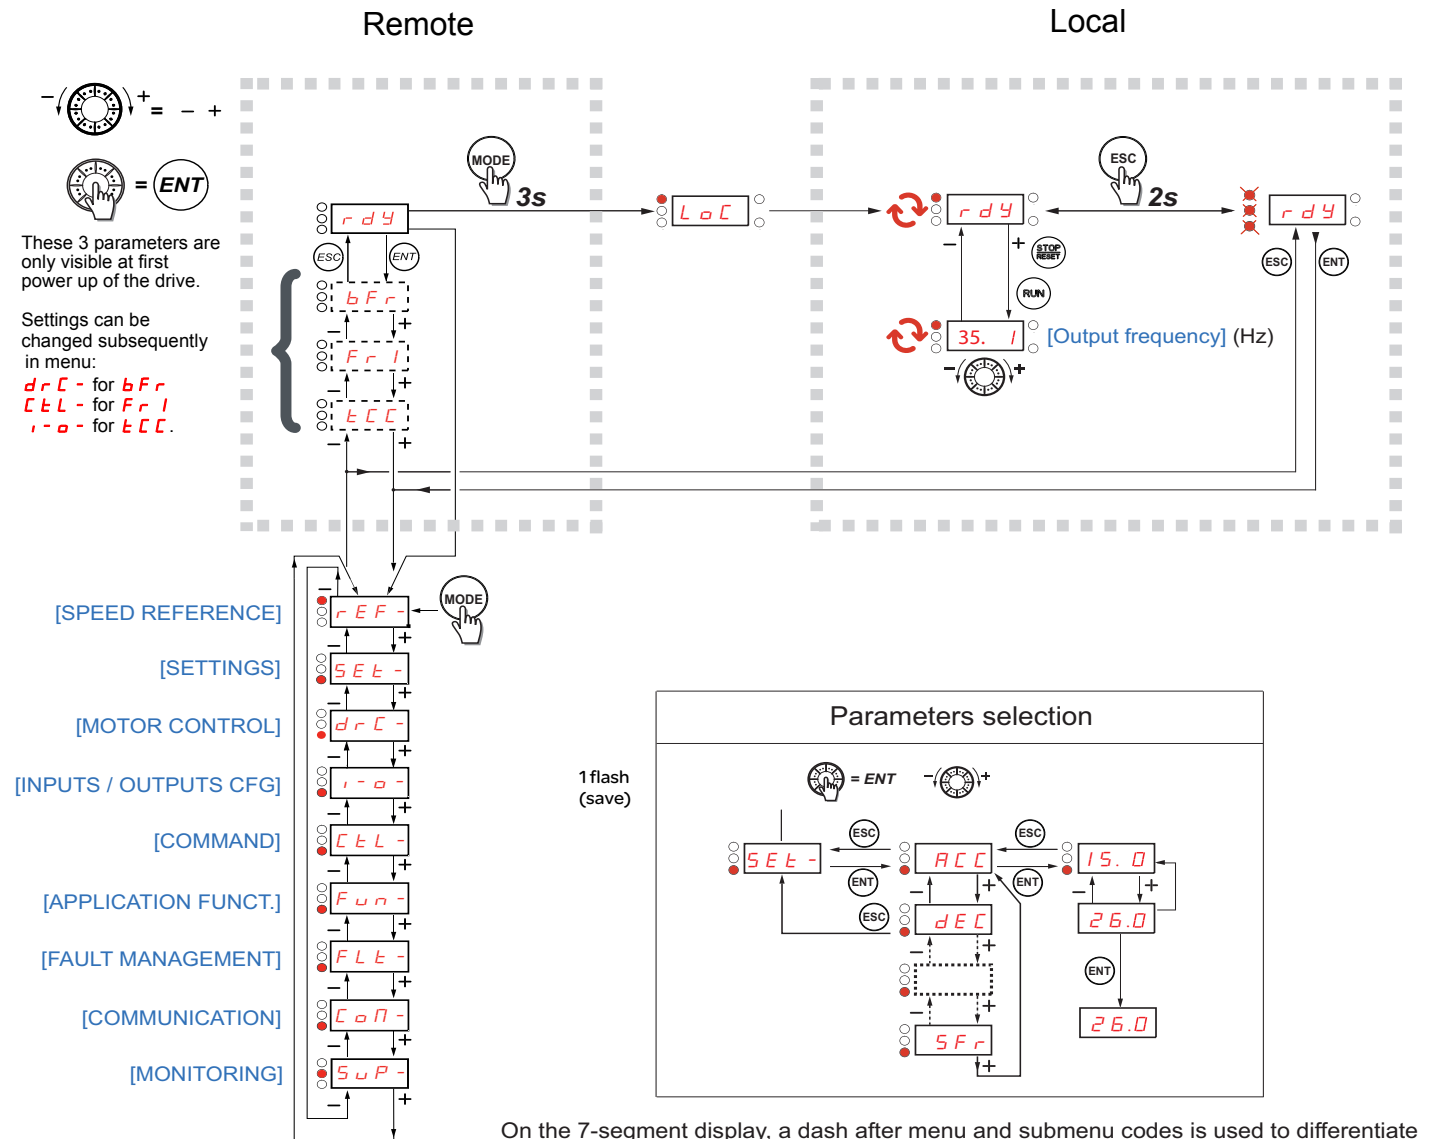 Remote
Local
- + = - +
= ENT
These 3 parameters are
only visible at first
power up of the drive.
Settings can be
changed subsequently
in menu:
drC - for bFr
CtL - for Fr1
i-o - for tCC.
MODE
3s
rdY
ESC
ENT
bFr
- +
Fr1
- +
tCC
- +
LoC
rdY
ESC
2s
rdY
- +
STOP
RESET
RUN
ESC
ENT
35.1
[Output frequency] (Hz)
- +
[SPEED REFERENCE]
-
rEF-
MODE
- +
[SETTINGS]
SEt-
- +
[MOTOR CONTROL]
drC-
- +
[INPUTS / OUTPUTS CFG]
i-o-
- +
[COMMAND]
CtL-
- +
[APPLICATION FUNCT.]
Fun-
- +
[FAULT MANAGEMENT]
FLt-
- +
[COMMUNICATION]
CoM-
- +
[MONITORING]
SuP-
- +
Parameters selection
1 flash
(save)
= ENT
- +
ESC
ESC
SEt-
ACC
15.0
ENT
ENT
- +
- +
ESC
dEC
26.0
- +
ENT
- +
SFr
26.0
+
On the 7-segment display, a dash after menu and submenu codes is used to differentiate